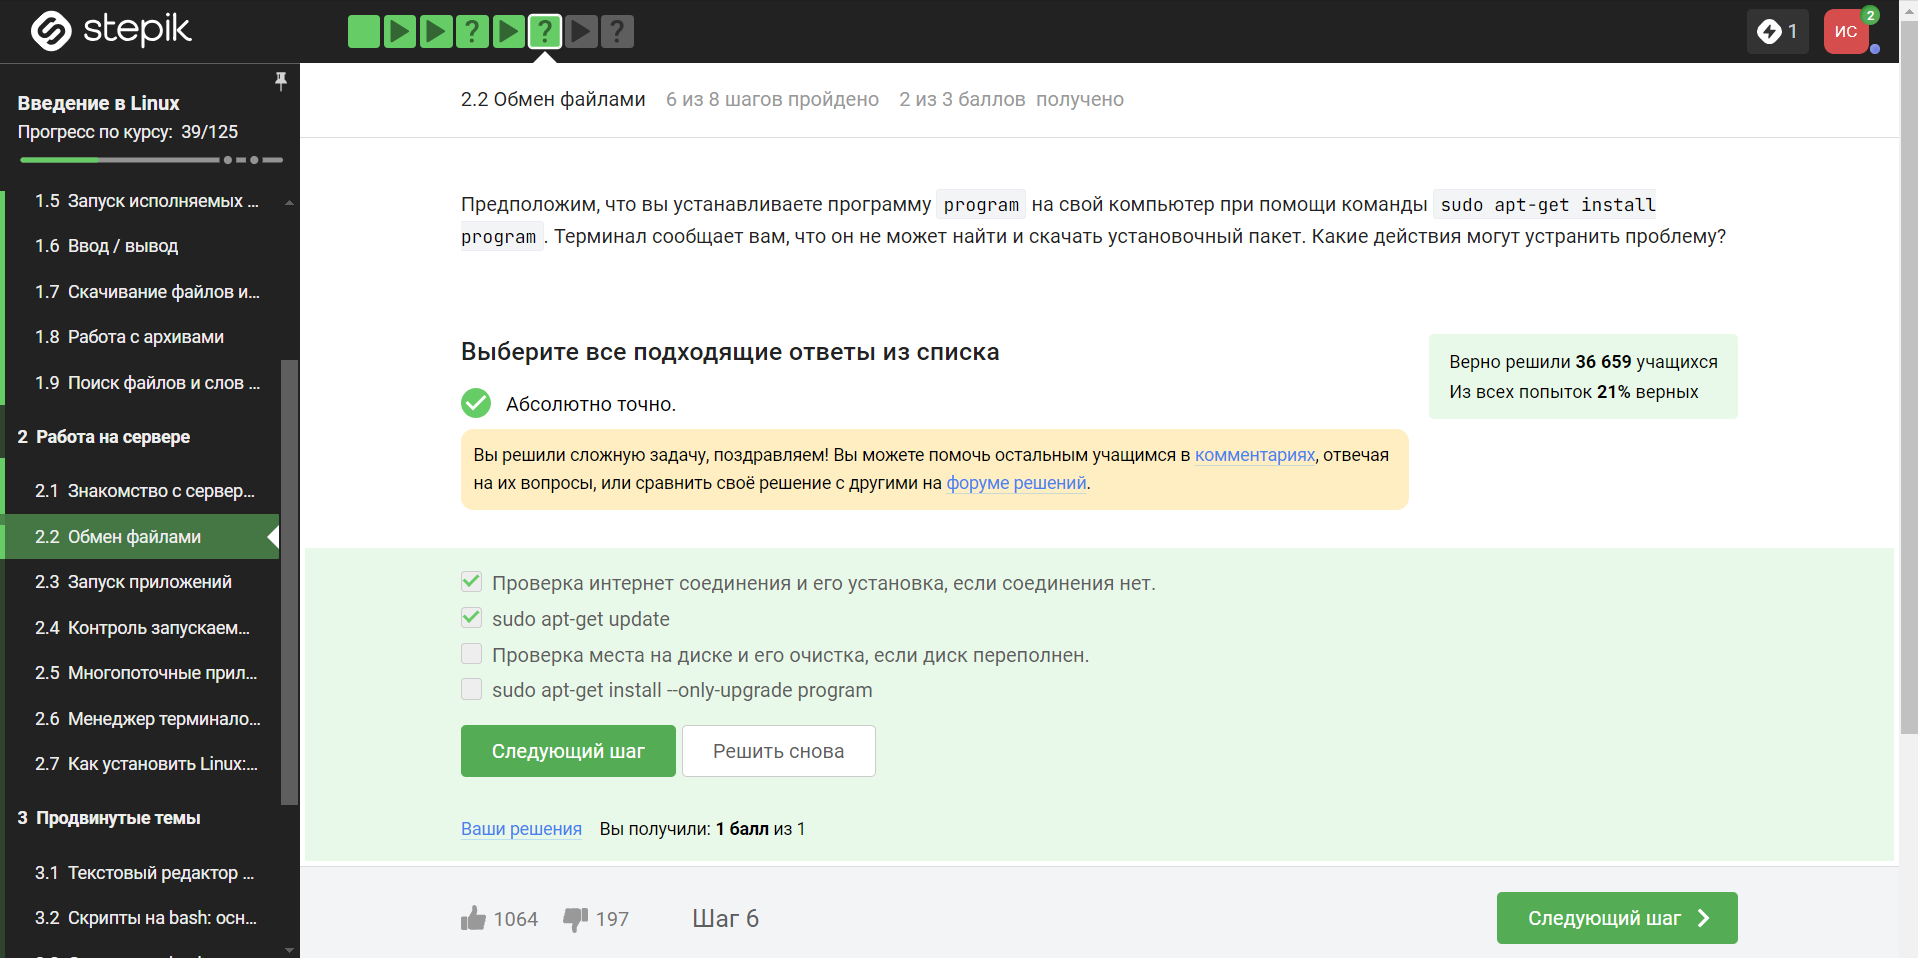 stepik
? ? ?
1
ИС
2
Введение в Linux
Прогресс по курсу: 39/125
1.5 Запуск исполняемых ...
1.6 Ввод / вывод
1.7 Скачивание файлов и...
1.8 Работа с архивами
1.9 Поиск файлов и слов ...
2 Работа на сервере
2.1 Знакомство с сервер...
2.2 Обмен файлами
2.3 Запуск приложений
2.4 Контроль запускаем...
2.5 Многопоточные прил...
2.6 Менеджер терминало...
2.7 Как установить Linux:...
3 Продвинутые темы
3.1 Текстовый редактор ...
3.2 Скрипты на bash: осн...
2.2 Обмен файлами 6 из 8 шагов пройдено 2 из 3 баллов получено
Предположим, что вы устанавливаете программу program на свой компьютер при помощи команды sudo apt-get install
program. Терминал сообщает вам, что он не может найти и скачать установочный пакет. Какие действия могут устранить проблему?
Выберите все подходящие ответы из списка
Верно решили 36 659 учащихся
Из всех попыток 21% верных
Абсолютно точно.
Вы решили сложную задачу, поздравляем! Вы можете помочь остальным учащимся в комментариях, отвечая
на их вопросы, или сравнить своё решение с другими на форуме решений.
Проверка интернет соединения и его установка, если соединения нет.
sudo apt-get update
Проверка места на диске и его очистка, если диск переполнен.
sudo apt-get install --only-upgrade program
Следующий шаг
Решить снова
Ваши решения Вы получили: 1 балл из 1
1064 197 Шаг 6
Следующий шаг